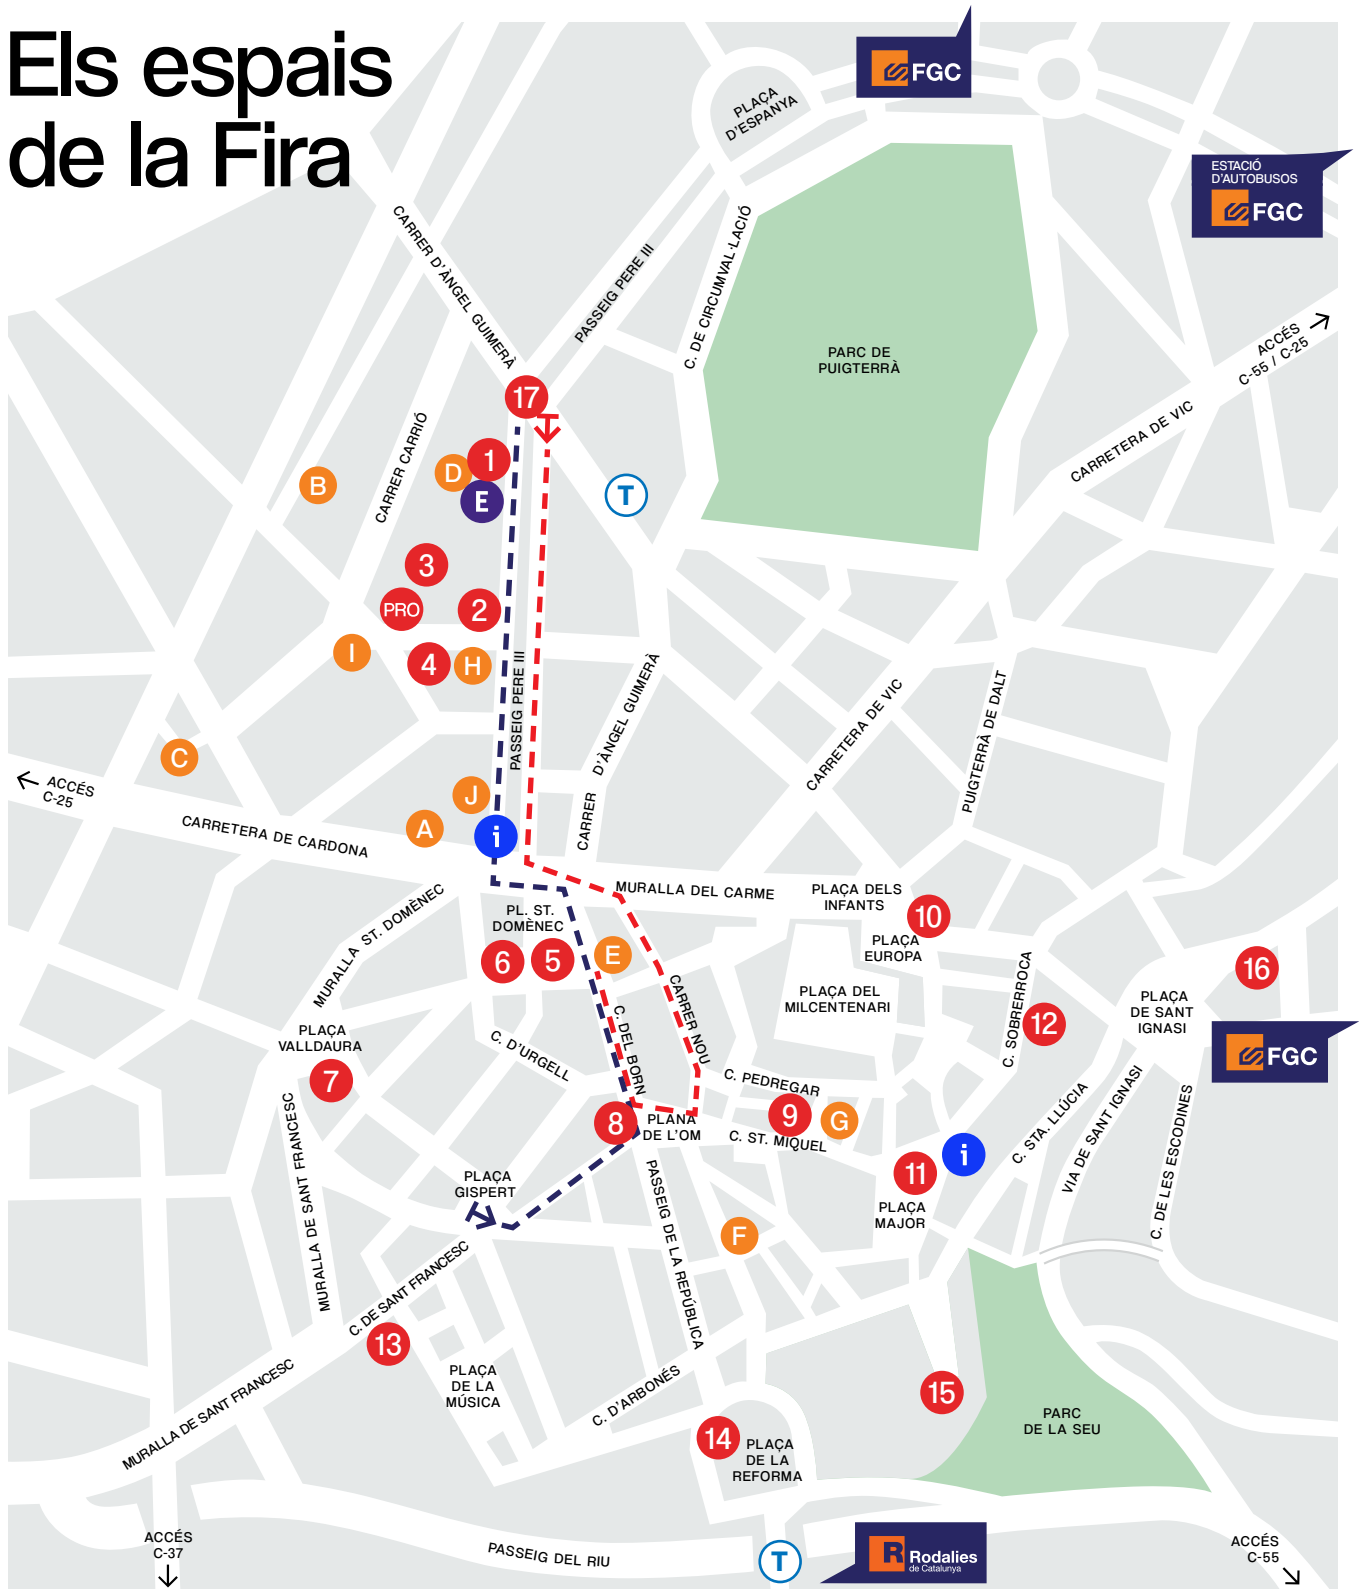 Els espais
de la Fira
FGC
PLAÇA
D'ESPANYA
ESTACIÓ
D'AUTOBUSOS
FGC
CARRER D'ÀNGEL GUIMERÀ
PASSEIG PERE III
C. DE CIRCUMVAL·LACIÓ
PARC DE
PUIGTERRÀ
ACCÉS
C-55 / C-25
CARRETERA DE VIC
17
CARRER CARRIÓ
1
D
E
B
T
3
PRO
2
I
4
H
PASSEIG PERE III
CARRER D'ÀNGEL GUIMERÀ
CARRETERA DE VIC
PUIGTERRÀ DE DALT
C
ACCÉS
C-25
J
A
i
CARRETERA DE CARDONA
MURALLA ST. DOMÈNEC
MURALLA DEL CARME
PLAÇA DELS
INFANTS
10
PLAÇA
EUROPA
PL. ST.
DOMÈNEC
6
5
E
CARRER NOU
C. DEL BORN
PLAÇA DEL
MILCENTENARI
C. SOBRERROCA
12
16
PLAÇA
DE SANT
IGNASI
FGC
PLAÇA
VALLDAURA
7
C. D'URGELL
C. PEDREGAR
9
G
8
PLANA
DE L'OM
C. ST. MIQUEL
i
11
PLAÇA
MAJOR
C. STA. LLÚCIA
VIA DE SANT IGNASI
C. DE LES ESCODINES
MURALLA DE SANT FRANCESC
PLAÇA
GISPERT
PASSEIG DE LA REPÚBLICA
F
C. DE SANT FRANCESC
13
PLAÇA
DE LA
MÚSICA
C. D'ARBONÉS
15
PARC
DE LA SEU
MURALLA DE SANT FRANCESC
14
PLAÇA
DE LA
REFORMA
ACCÉS
C-37
PASSEIG DEL RIU
T
R Rodalies
de Catalunya
ACCÉS
C-55